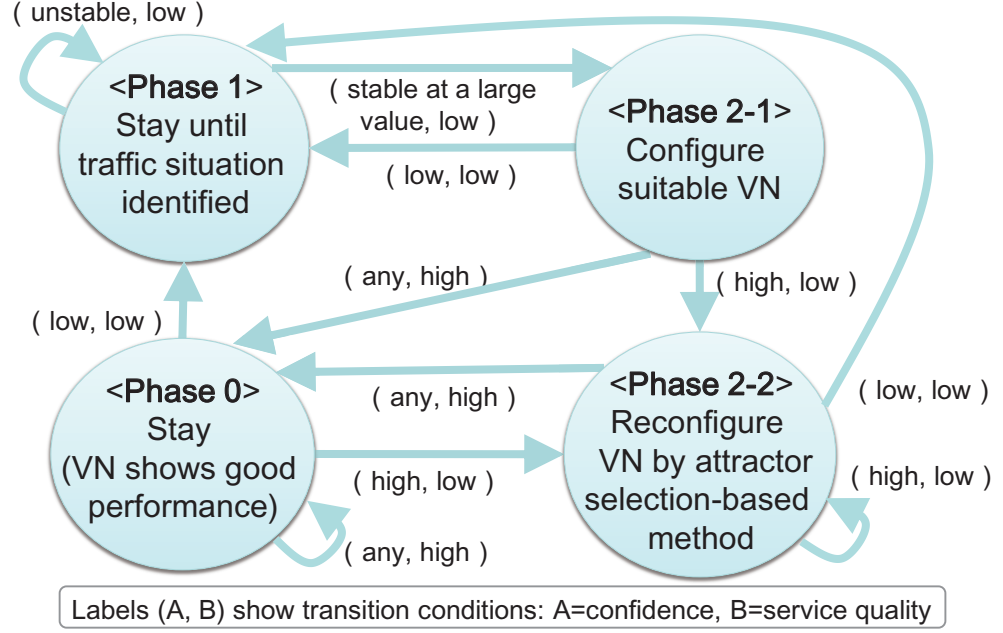 ( unstable, low )
<Phase 1>
Stay until
traffic situation
identified
( stable at a large
value, low )
( low, low )
<Phase 2-1>
Configure
suitable VN
( any, high )
( high, low )
( low, low )
<Phase 0>
Stay
(VN shows good
performance)
( any, high )
( high, low )
( any, high )
<Phase 2-2>
Reconfigure
VN by attractor
selection-based
method
( low, low )
( high, low )
Labels (A, B) show transition conditions: A=confidence, B=service quality